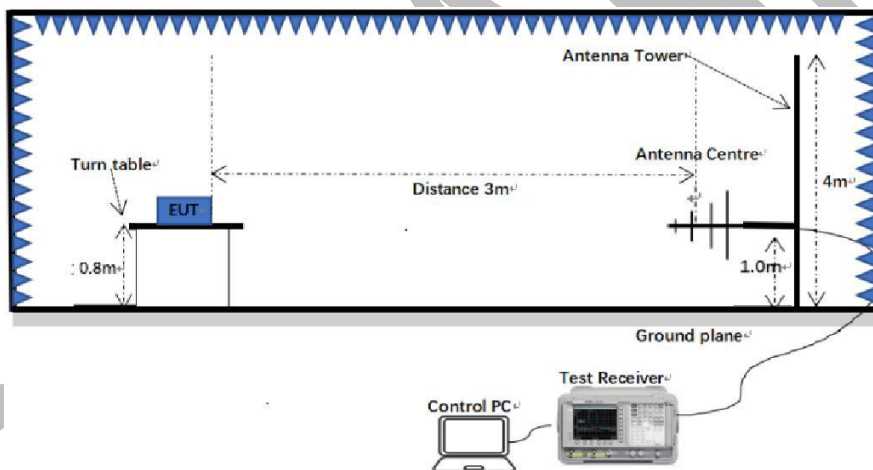 Antenna Tower
Turn table
Antenna Centre
Distance 3m
4m
EUT
0.8m
1.0m
Ground plane
Test Receiver
Control PC